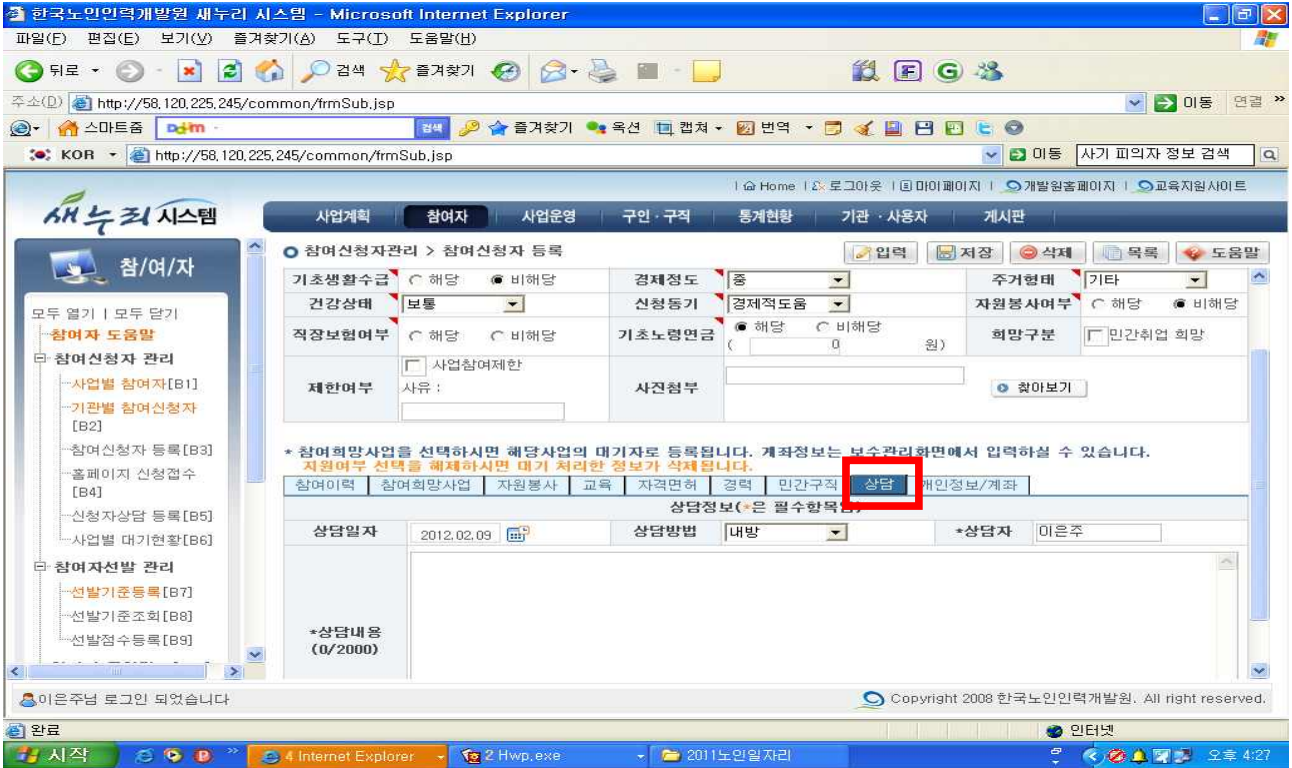 한국노인인력개발원 새누리 시스템 - Microsoft Internet Explorer
파일(F) 편집(E) 보기(V) 즐겨찾기(A) 도구(T) 도움말(H)
뒤로 검색 즐겨찾기
주소(D) http://58,120,225,245/common/frmSub.jsp 이동 연결 »
스마트줌 Daum 검색 즐겨찾기 옥션 캡쳐 번역
KOR http://58,120,225,245/common/frmSub.jsp 이동 사기 피의자 정보 검색
| Home | 로그아웃 | 마이페이지 | 개발원홈페이지 | 교육지원사이트
새누리 시스템 사업계획 참여자 사업운영 구인·구직 통계현황 기관·사용자 게시판
참/여/자
모두 열기 | 모두 닫기
참여자 도움말
참여신청자 관리
사업별 참여자[B1]
기관별 참여신청자
[B2]
참여신청자 등록[B3]
홈페이지 신청접수
[B4]
신청자상담 등록[B5]
사업별 대기현황[B6]
참여자선발 관리
선발기준등록[B7]
선발기준조회[B8]
선발점수등록[B9]
참여신청자관리 > 참여신청자 등록 입력 저장 삭제 목록 도움말
기초생활수급 해당 비해당 경제정도 중 주거형태 기타
건강상태 보통 신청동기 경제적도움 자원봉사여부 해당 비해당
직장보험여부 해당 비해당 기초노령연금 해당 비해당 ( 0 원) 희망구분 민간취업 희망
제한여부 사업참여제한 사유 : 사진첨부 찾아보기
* 참여희망사업을 선택하시면 해당사업의 대기자로 등록됩니다. 계좌정보는 보수관리화면에서 입력하실 수 있습니다.
지원여부 선택을 해제하시면 대기 처리한 정보가 삭제됩니다.
참여이력 참여희망사업 자원봉사 교육 자격면허 경력 민간구직 상담 개인정보/계좌
상담정보(*은 필수항목임)
상담일자 2012.02.09 상담방법 내방 *상담자 이은주
*상담내용
(0/2000)
이은주님 로그인 되었습니다 Copyright 2008 한국노인인력개발원. All right reserved.
완료 인터넷
시작 » 4 Internet Explorer 2 Hwp.exe 2011노인일자리 오후 4:27